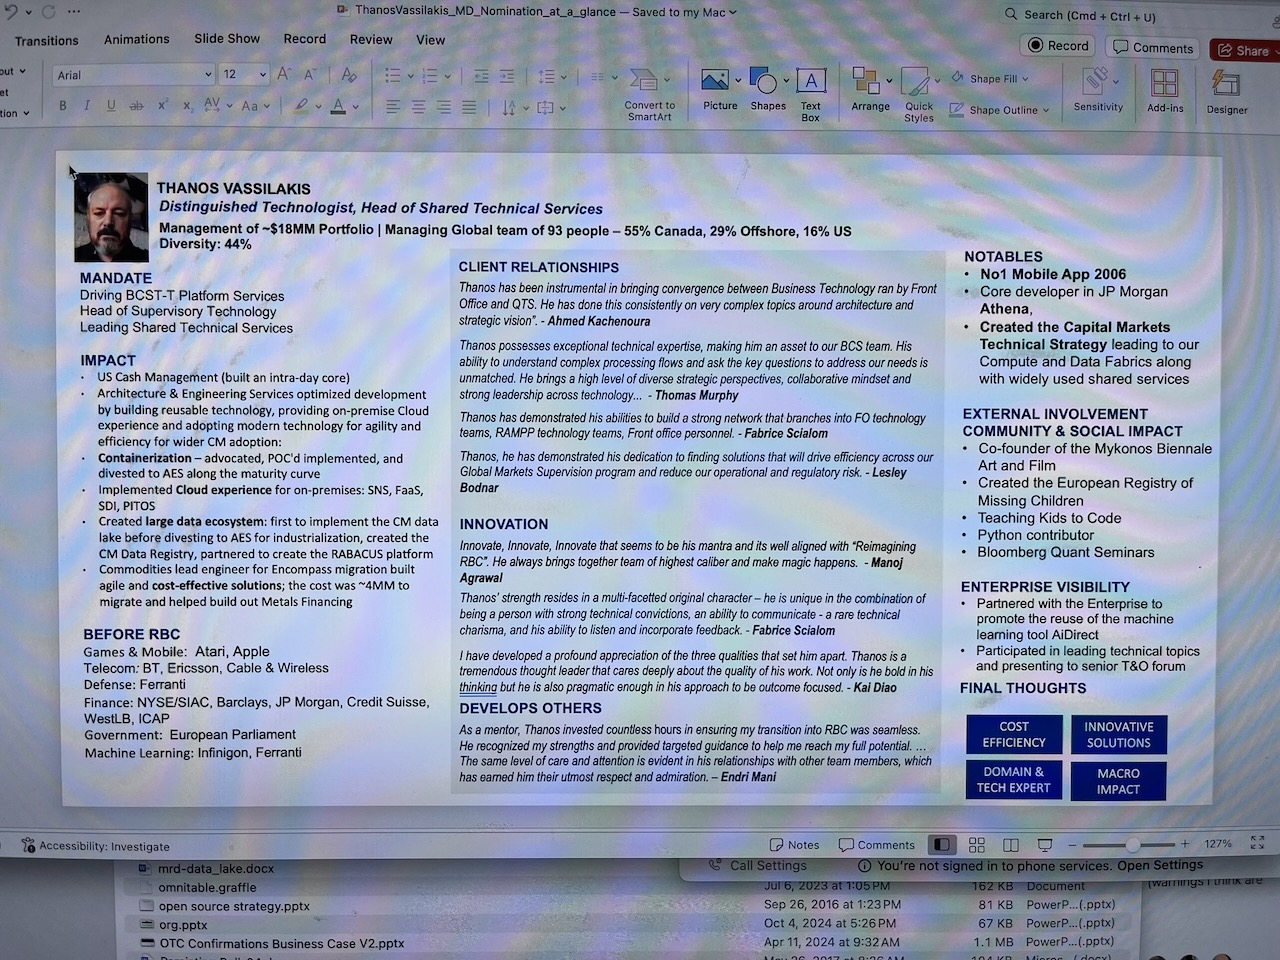 ThanosVassilakis_MD_Nomination_at_a_glance — Saved to my Mac
Search (Cmd + Ctrl + U)
Transitions
Animations
Slide Show
Record
Review
View
Record
Comments
Share
Arial
12
Convert to
SmartArt
Picture
Shapes
Text
Box
Arrange
Quick
Styles
Shape Fill
Shape Outline
Sensitivity
Add-ins
Designer
THANOS VASSILAKIS
Distinguished Technologist, Head of Shared Technical Services
Management of ~$18MM Portfolio | Managing Global team of 93 people – 55% Canada, 29% Offshore, 16% US
Diversity: 44%
MANDATE
Driving BCST-T Platform Services
Head of Supervisory Technology
Leading Shared Technical Services
IMPACT
• US Cash Management (built an intra-day core)
• Architecture & Engineering Services optimized development
by building reusable technology, providing on-premise Cloud
experience and adopting modern technology for agility and
efficiency for wider CM adoption:
• Containerization – advocated, POC'd implemented, and
divested to AES along the maturity curve
• Implemented Cloud experience for on-premises: SNS, FaaS,
SDI, PITOS
• Created large data ecosystem: first to implement the CM data
lake before divesting to AES for industrialization, created the
CM Data Registry, partnered to create the RABACUS platform
• Commodities lead engineer for Encompass migration built
agile and cost-effective solutions; the cost was ~4MM to
migrate and helped build out Metals Financing
BEFORE RBC
Games & Mobile: Atari, Apple
Telecom: BT, Ericsson, Cable & Wireless
Defense: Ferranti
Finance: NYSE/SIAC, Barclays, JP Morgan, Credit Suisse,
WestLB, ICAP
Government: European Parliament
Machine Learning: Infinigon, Ferranti
CLIENT RELATIONSHIPS
Thanos has been instrumental in bringing convergence between Business Technology ran by Front
Office and QTS. He has done this consistently on very complex topics around architecture and
strategic vision". - Ahmed Kachenoura
Thanos possesses exceptional technical expertise, making him an asset to our BCS team. His
ability to understand complex processing flows and ask the key questions to address our needs is
unmatched. He brings a high level of diverse strategic perspectives, collaborative mindset and
strong leadership across technology... - Thomas Murphy
Thanos has demonstrated his abilities to build a strong network that branches into FO technology
teams, RAMPP technology teams, Front office personnel. - Fabrice Scialom
Thanos, he has demonstrated his dedication to finding solutions that will drive efficiency across our
Global Markets Supervision program and reduce our operational and regulatory risk. - Lesley
Bodnar
INNOVATION
Innovate, Innovate, Innovate that seems to be his mantra and its well aligned with "Reimagining
RBC". He always brings together team of highest caliber and make magic happens. - Manoj
Agrawal
Thanos' strength resides in a multi-facetted original character – he is unique in the combination of
being a person with strong technical convictions, an ability to communicate - a rare technical
charisma, and his ability to listen and incorporate feedback. - Fabrice Scialom
I have developed a profound appreciation of the three qualities that set him apart. Thanos is a
tremendous thought leader that cares deeply about the quality of his work. Not only is he bold in his
thinking but he is also pragmatic enough in his approach to be outcome focused. - Kai Diao
DEVELOPS OTHERS
As a mentor, Thanos invested countless hours in ensuring my transition into RBC was seamless.
He recognized my strengths and provided targeted guidance to help me reach my full potential. …
The same level of care and attention is evident in his relationships with other team members, which
has earned him their utmost respect and admiration. – Endri Mani
NOTABLES
• No1 Mobile App 2006
• Core developer in JP Morgan
Athena,
• Created the Capital Markets
Technical Strategy leading to our
Compute and Data Fabrics along
with widely used shared services
EXTERNAL INVOLVEMENT
COMMUNITY & SOCIAL IMPACT
• Co-founder of the Mykonos Biennale
Art and Film
• Created the European Registry of
Missing Children
• Teaching Kids to Code
• Python contributor
• Bloomberg Quant Seminars
ENTERPRISE VISIBILITY
• Partnered with the Enterprise to
promote the reuse of the machine
learning tool AiDirect
• Participated in leading technical topics
and presenting to senior T&O forum
FINAL THOUGHTS
COST
EFFICIENCY
INNOVATIVE
SOLUTIONS
DOMAIN &
TECH EXPERT
MACRO
IMPACT
Accessibility: Investigate
Notes
Comments
127%
Call Settings
You're not signed in to phone services. Open Settings
mrd-data_lake.docx
omnitable.graffle
Jul 6, 2023 at 1:05 PM 162 KB Document
open source strategy.pptx
Sep 26, 2016 at 1:23 PM 81 KB PowerP...(.pptx)
org.pptx
Oct 4, 2024 at 5:26 PM 67 KB PowerP...(.pptx)
OTC Confirmations Business Case V2.pptx
Apr 11, 2024 at 9:32 AM 1.1 MB PowerP...(.pptx)